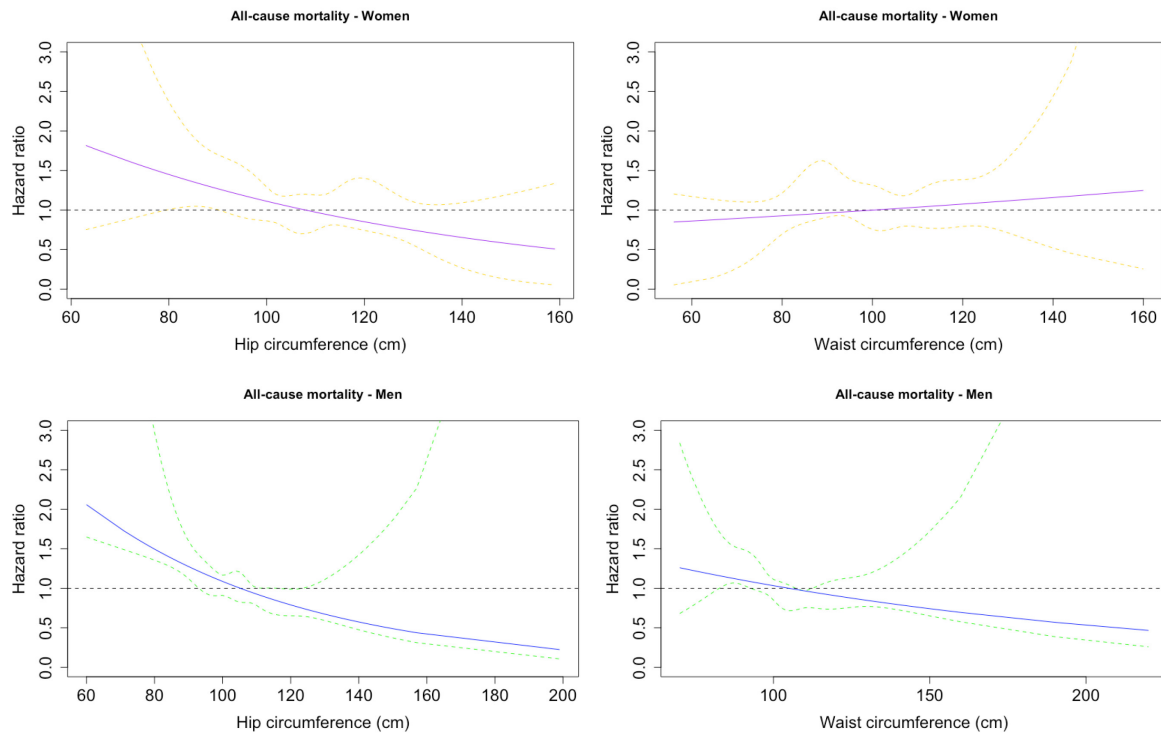 All-cause mortality - Women
Hazard ratio
0.0 0.5 1.0 1.5 2.0 2.5 3.0
60 80 100 120 140 160
Hip circumference (cm)
All-cause mortality - Women
Hazard ratio
0.0 0.5 1.0 1.5 2.0 2.5 3.0
60 80 100 120 140 160
Waist circumference (cm)
All-cause mortality - Men
Hazard ratio
0.0 0.5 1.0 1.5 2.0 2.5 3.0
60 80 100 120 140 160 180 200
Hip circumference (cm)
All-cause mortality - Men
Hazard ratio
0.0 0.5 1.0 1.5 2.0 2.5 3.0
100 150 200
Waist circumference (cm)